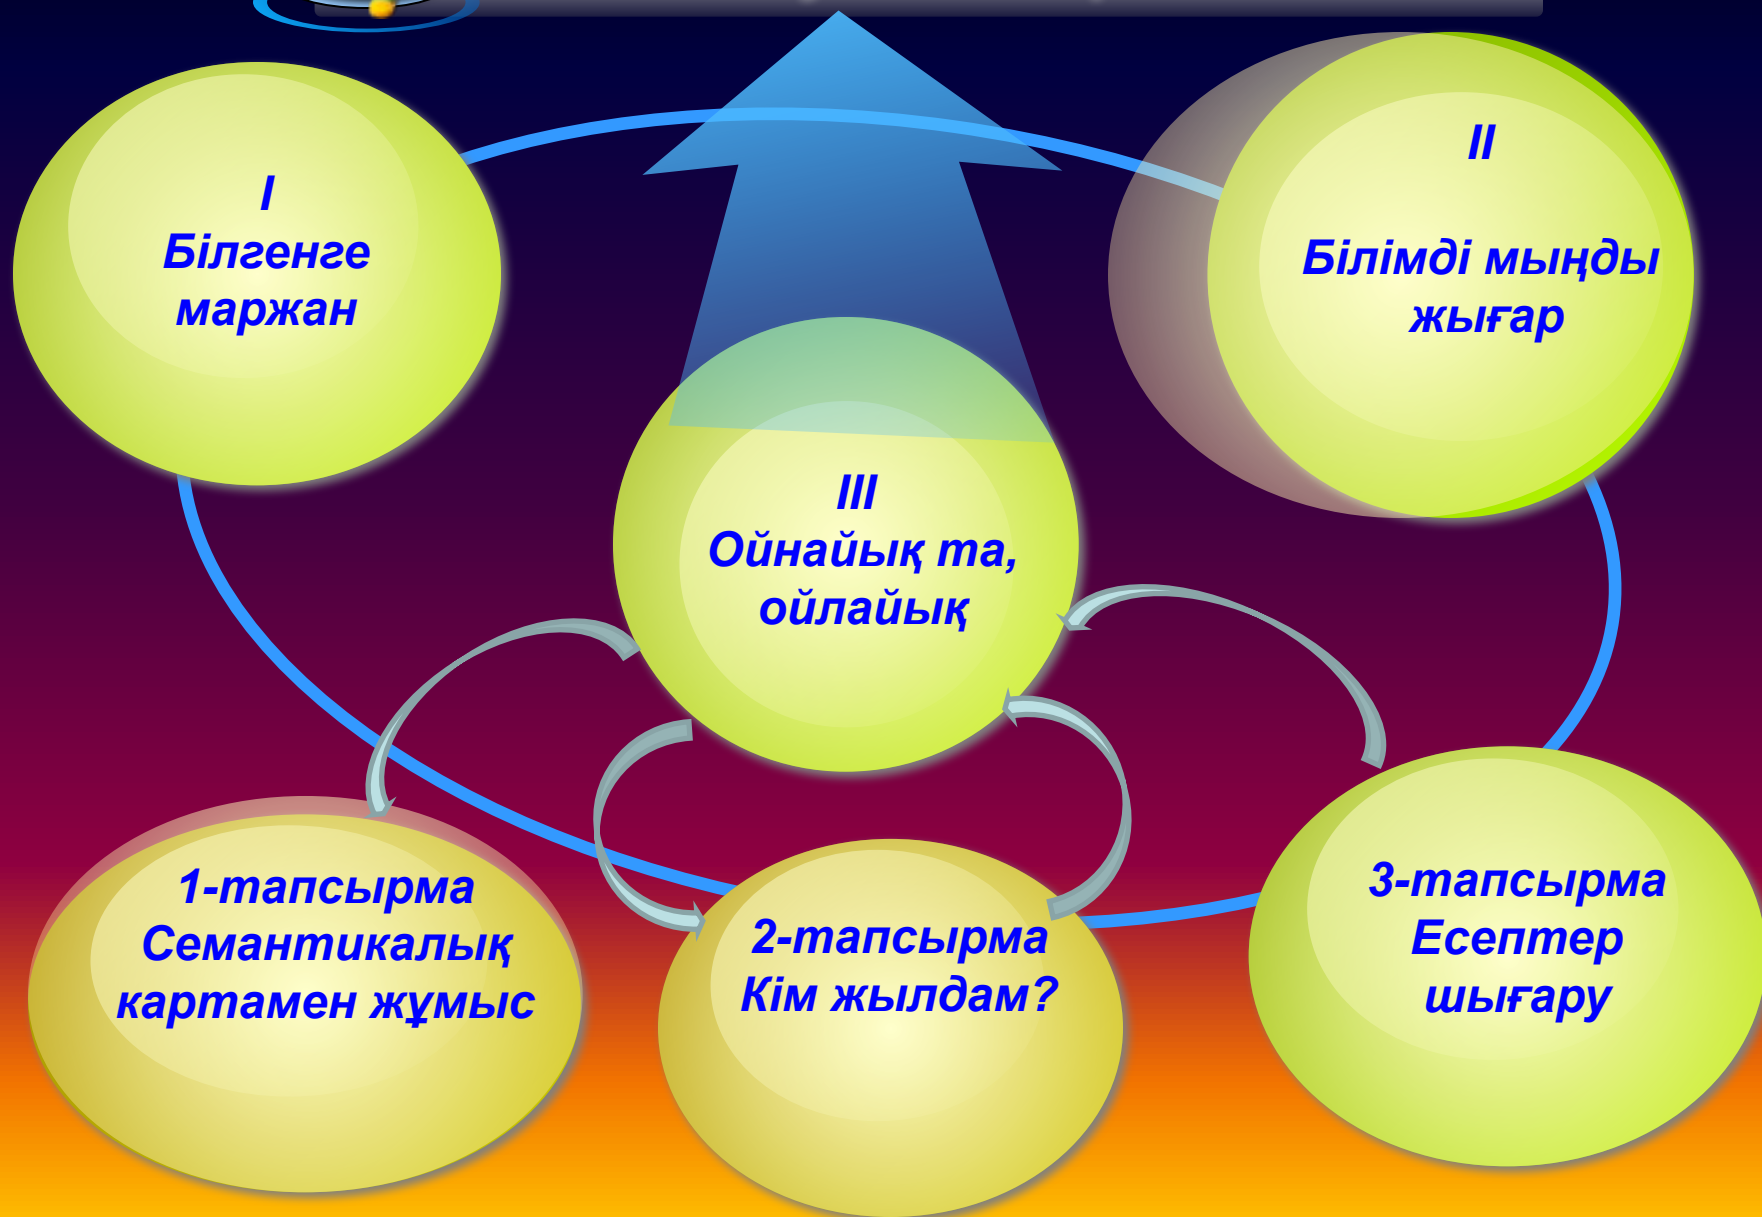 I
Білгенге
маржан
II
Білімді мыңды
жығар
III
Ойнайық та,
ойлайық
1-тапсырма
Семантикалық
картамен жұмыс
2-тапсырма
Кім жылдам?
3-тапсырма
Есептер
шығару